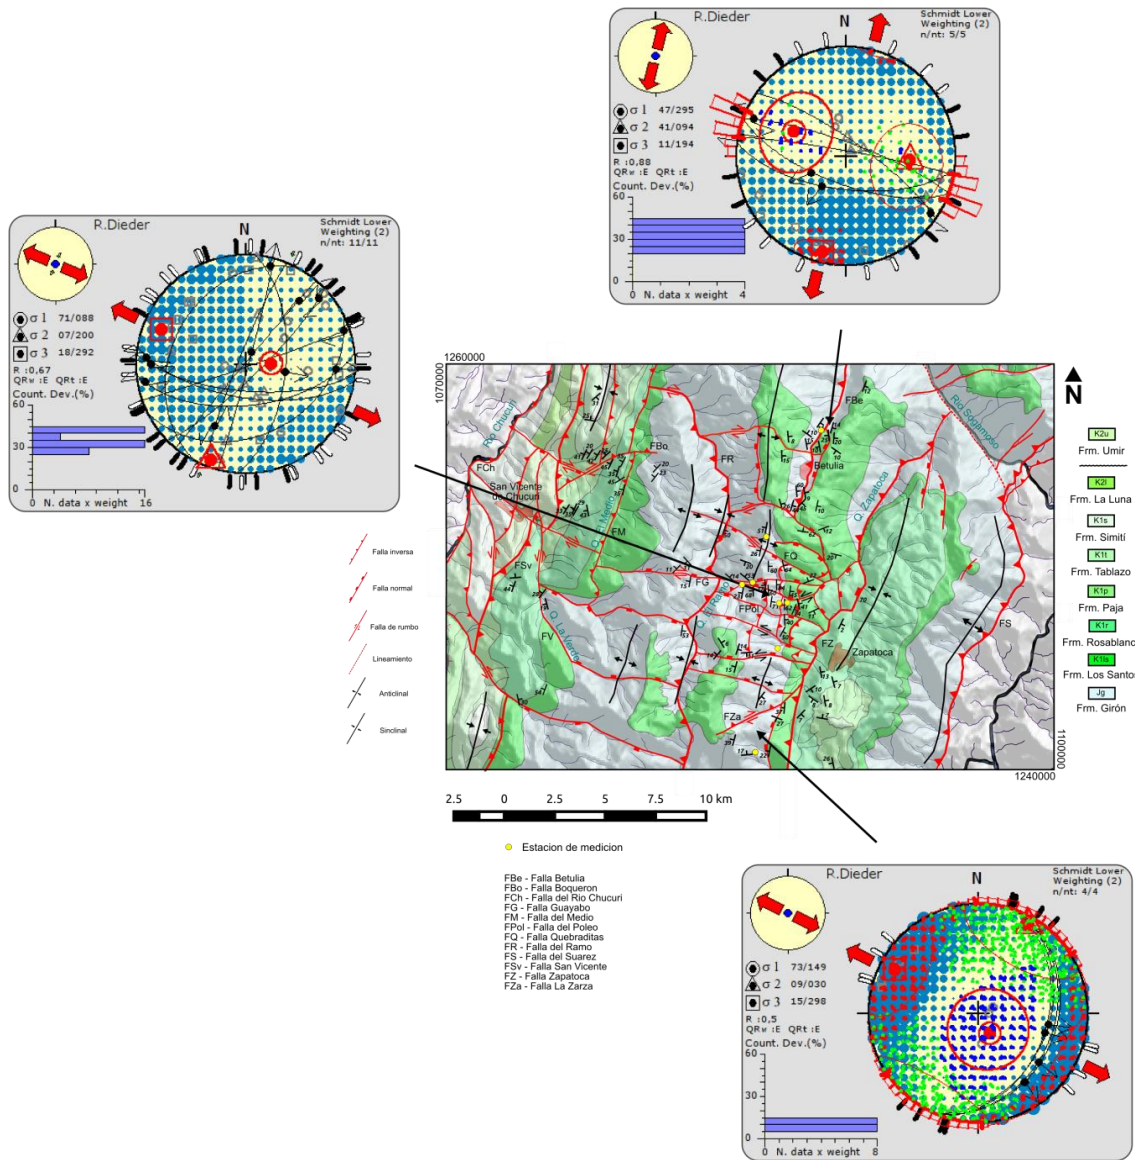 R.Dieder
N
Schmidt Lower
Weighting (2)
n/nt: 5/5
σ 1 47/295
σ 2 41/094
σ 3 11/194
R :0,88
QRw :E QRt :E
Count. Dev.(%)
60
30
0
0 N. data x weight 4
R.Dieder
N
Schmidt Lower
Weighting (2)
n/nt: 11/11
σ 1 71/088
σ 2 07/200
σ 3 18/292
R :0,67
QRw :E QRt :E
Count. Dev.(%)
60
30
0
0 N. data x weight 16
Falla inversa
Falla normal
Falla de rumbo
Lineamiento
Anticlinal
Sinclinal
1260000
1070000
Rio Chucuri
FCh
San Vicente
de Chucuri
FBo
FR
FBe
Betulia
Rio Sogamoso
Q. Zapatoca
FM
FSv
FG
FQ
Q. El Ramo
FPol
FV
Q. La Verde
FZ
Zapatoca
FS
FZa
1100000
1240000
N
K2u
Frm. Umir
K2l
Frm. La Luna
K1s
Frm. Simití
K1t
Frm. Tablazo
K1p
Frm. Paja
K1r
Frm. Rosablanc
K1ls
Frm. Los Santos
Jg
Frm. Girón
2.5 0 2.5 5 7.5 10 km
Estacion de medicion
FBe - Falla Betulia
FBo - Falla Boqueron
FCh - Falla del Rio Chucuri
FG - Falla Guayabo
FM - Falla del Medio
FPol - Falla del Poleo
FQ - Falla Quebraditas
FR - Falla del Ramo
FS - Falla del Suarez
FSv - Falla San Vicente
FZ - Falla Zapatoca
FZa - Falla La Zarza
R.Dieder
N
Schmidt Lower
Weighting (2)
n/nt: 4/4
σ 1 73/149
σ 2 09/030
σ 3 15/298
R :0,5
QRw :E QRt :E
Count. Dev.(%)
60
30
0
0 N. data x weight 8